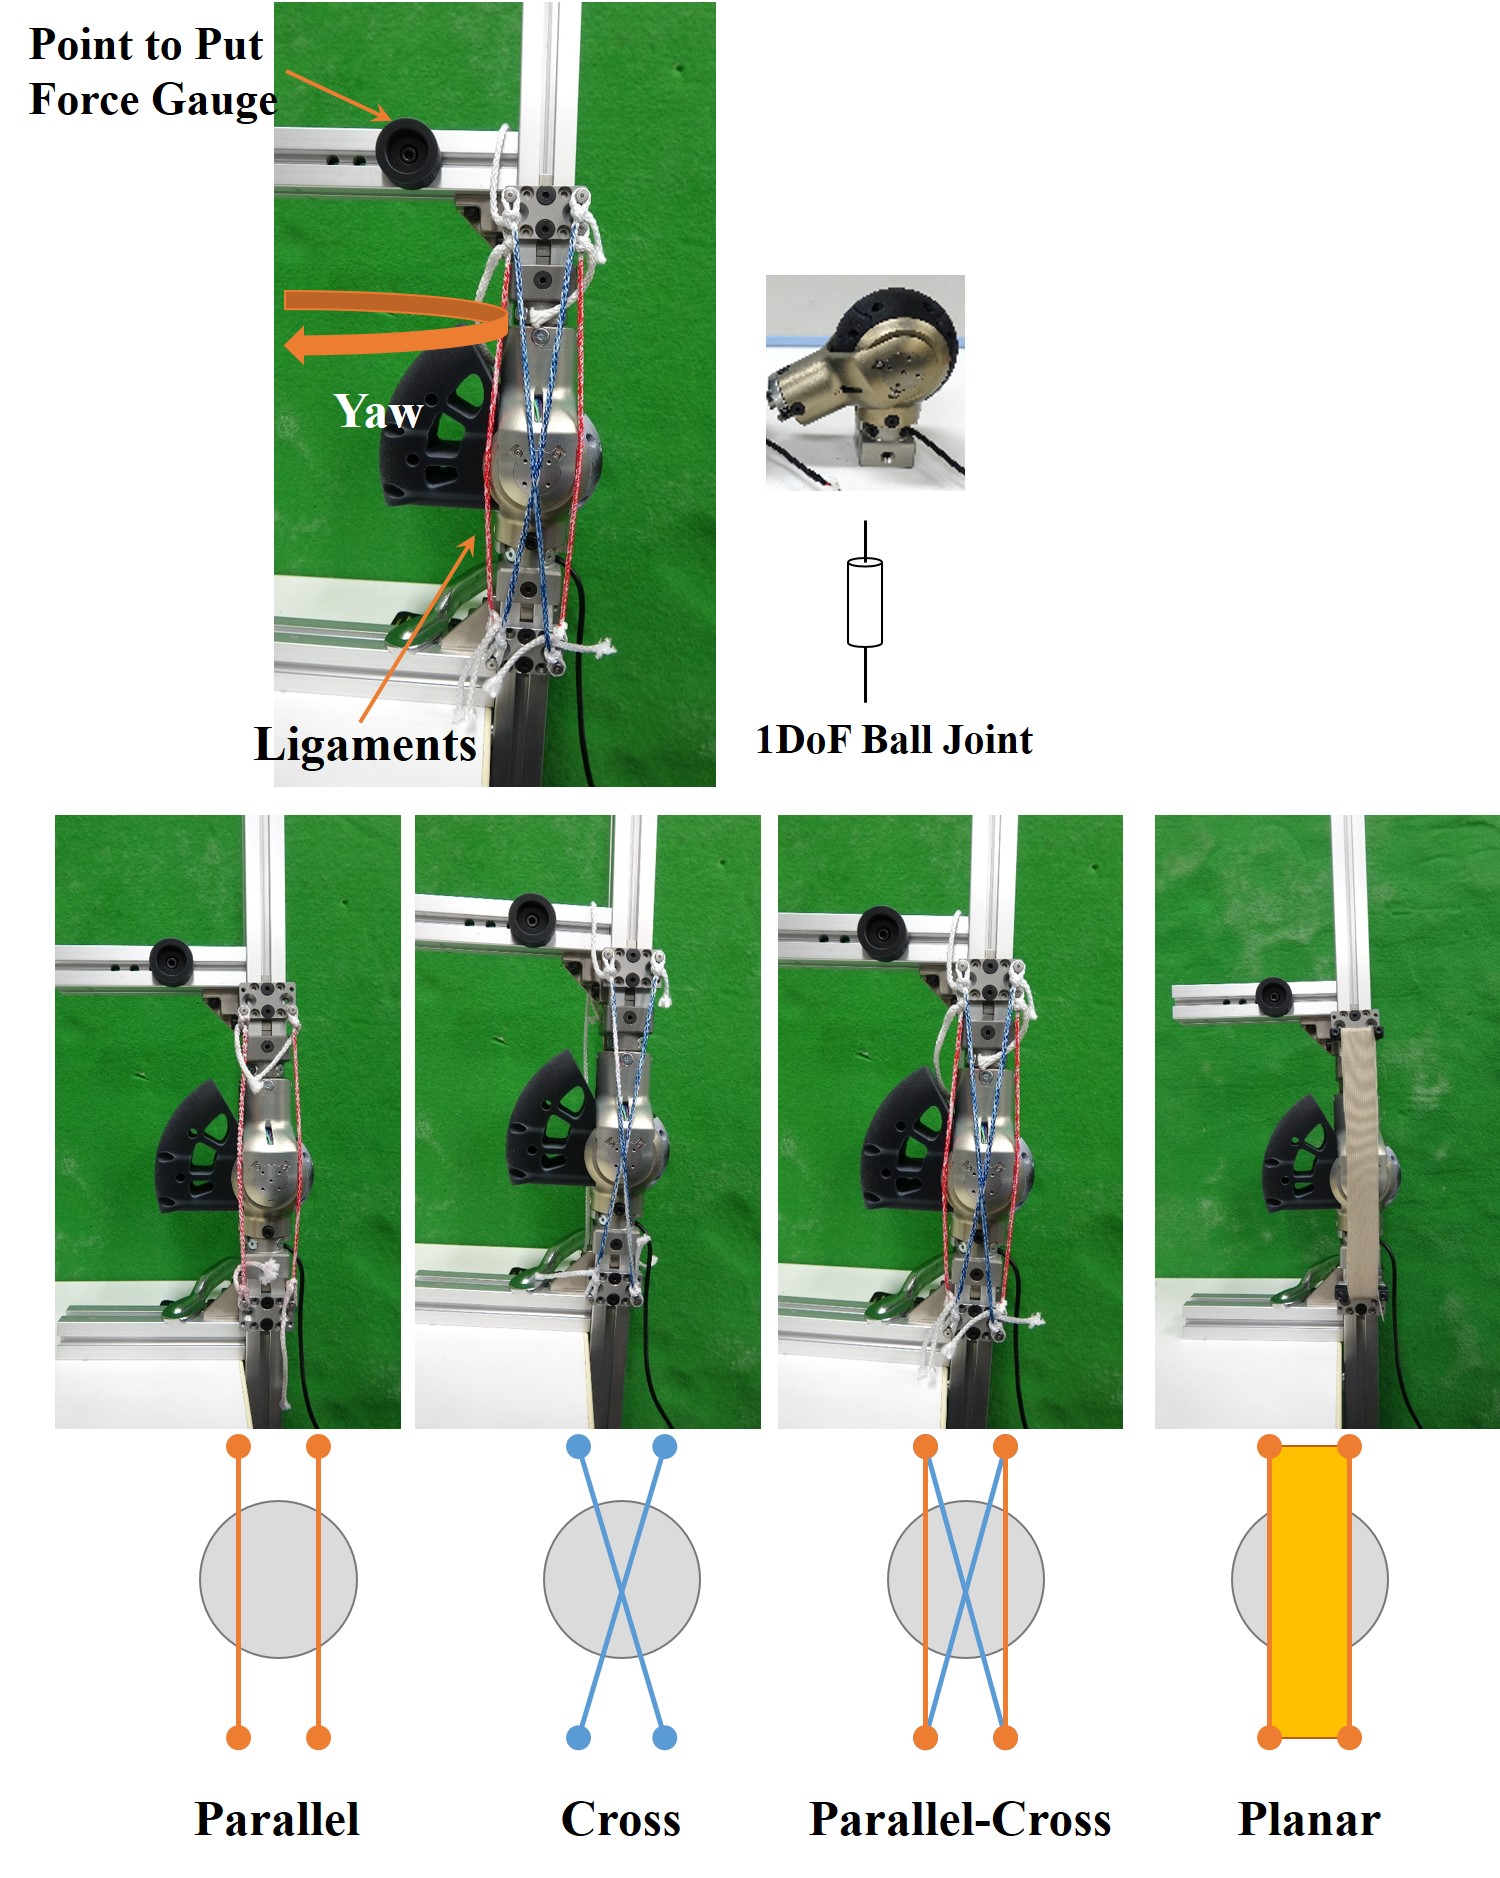 Point to Put
Force Gauge
Yaw
Ligaments
1DoF Ball Joint
Parallel
Cross
Parallel-Cross
Planar